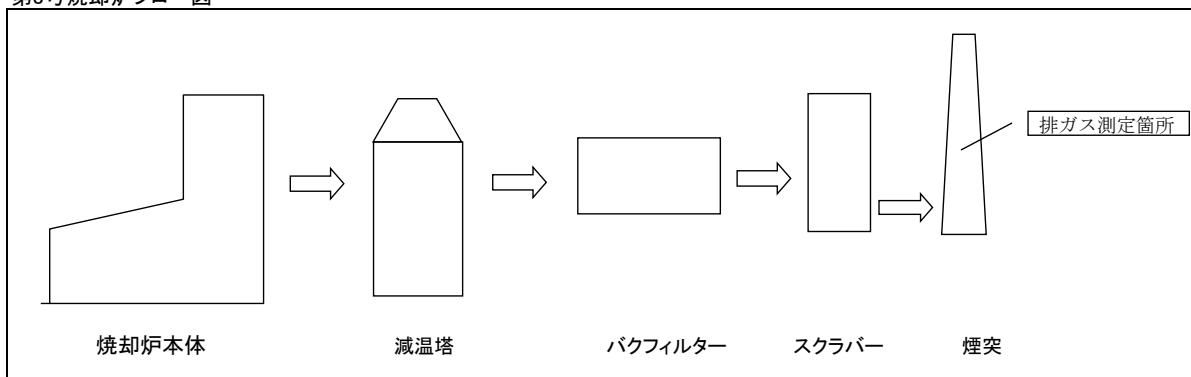 排ガス測定箇所
焼却炉本体
減温塔
バクフィルター
スクラバー
煙突